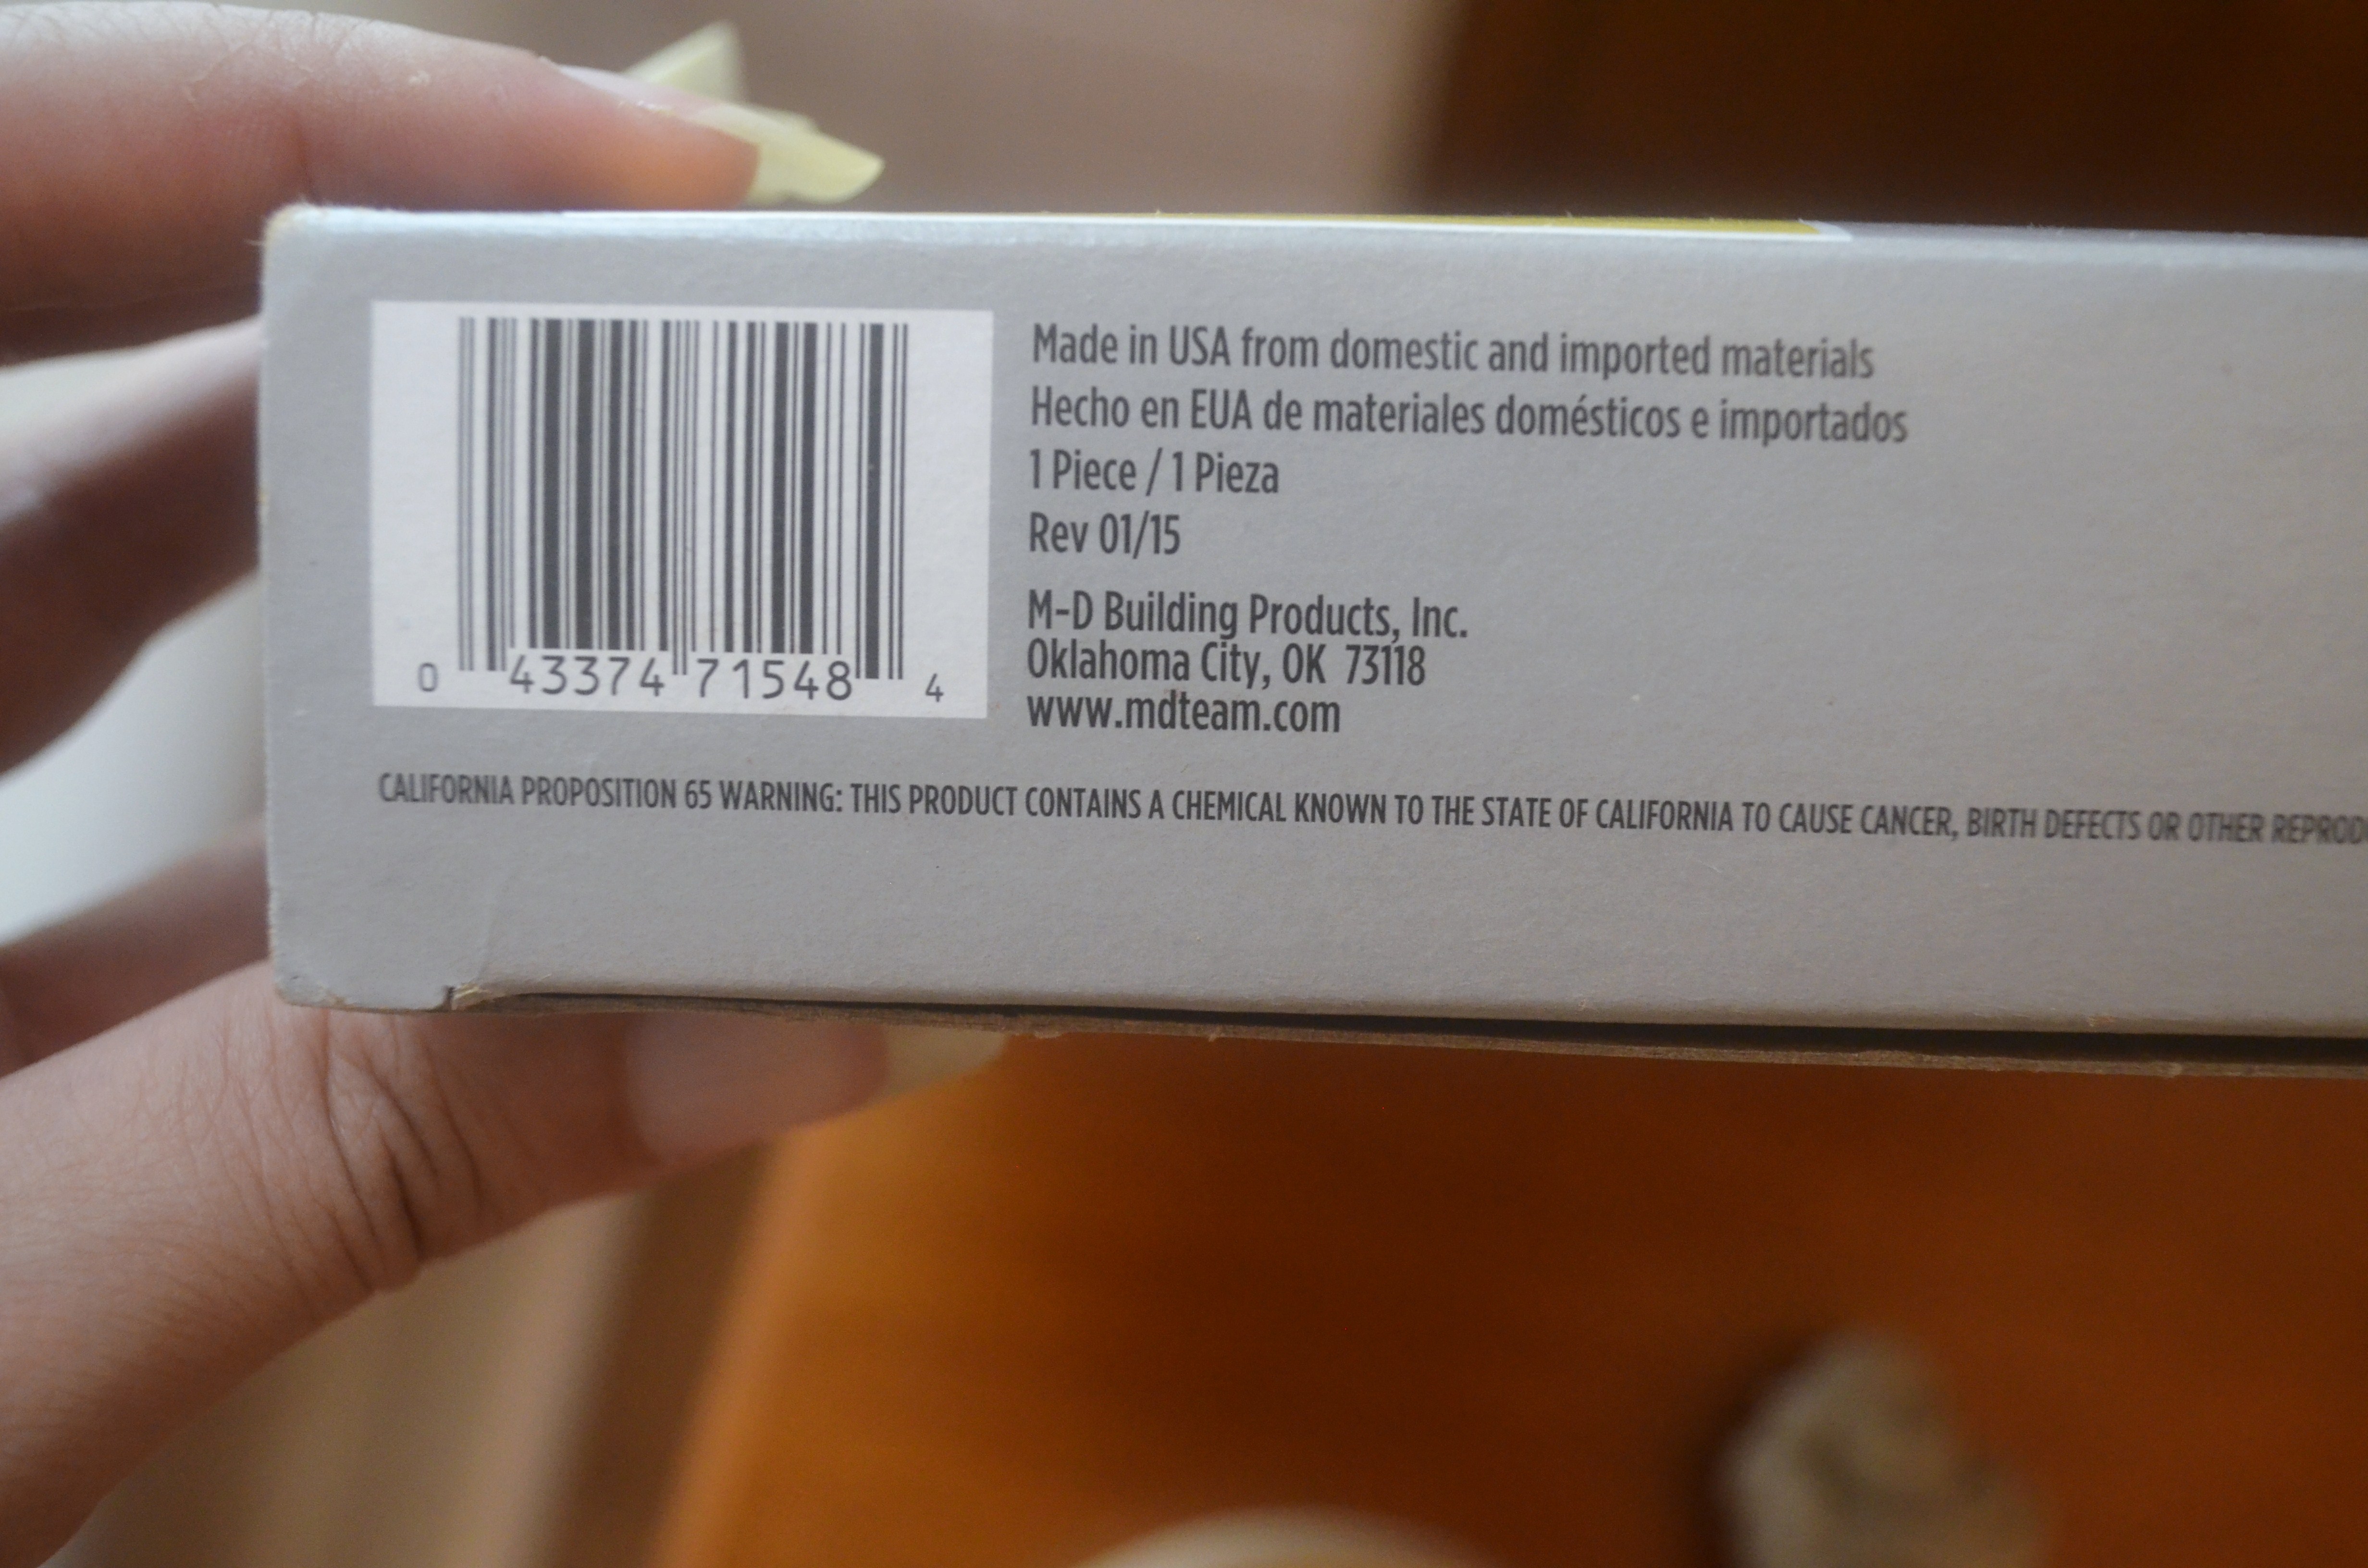 0 43374 71548 4
Made in USA from domestic and imported materials
Hecho en EUA de materiales domésticos e importados
1 Piece / 1 Pieza
Rev 01/15
M-D Building Products, Inc.
Oklahoma City, OK 73118
www.mdteam.com
CALIFORNIA PROPOSITION 65 WARNING: THIS PRODUCT CONTAINS A CHEMICAL KNOWN TO THE STATE OF CALIFORNIA TO CAUSE CANCER, BIRTH DEFECTS OR OTHER